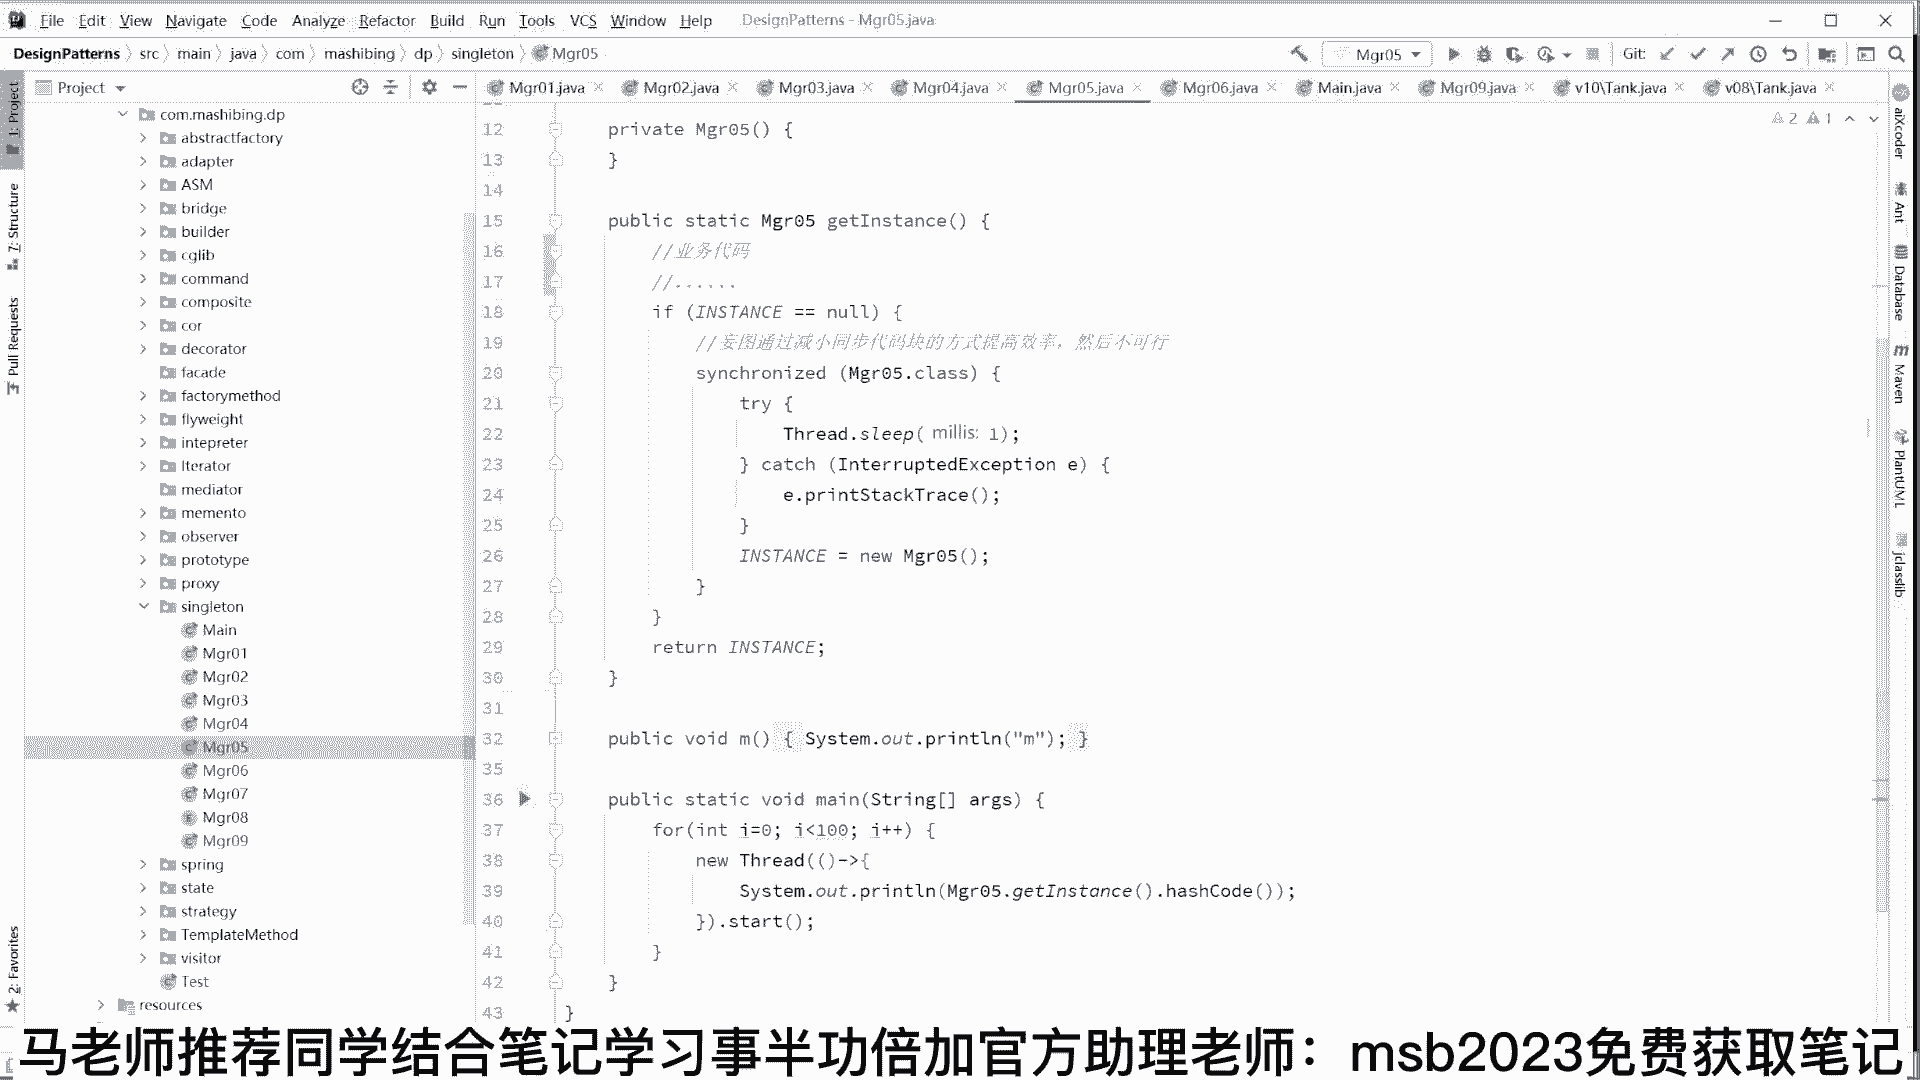 File Edit View Navigate Code Analyze Refactor Build Run Tools VCS Window Help DesignPatterns - Mgr05.java
DesignPatterns src main java com mashibing dp singleton Mgr05 Mgr05 Git:
Project Mgr01.java Mgr02.java Mgr03.java Mgr04.java Mgr05.java Mgr06.java Main.java Mgr09.java v10\Tank.java v08\Tank.java
1: Project
7: Structure
Pull Requests
2: Favorites
com.mashibing.dp
abstractfactory
adapter
ASM
bridge
builder
cglib
command
composite
cor
decorator
facade
factorymethod
flyweight
intepreter
Iterator
mediator
memento
observer
prototype
proxy
singleton
Main
Mgr01
Mgr02
Mgr03
Mgr04
Mgr05
Mgr06
Mgr07
Mgr08
Mgr09
spring
state
strategy
TemplateMethod
visitor
Test
resources
2 1
12 private Mgr05() {
13 }
14
15 public static Mgr05 getInstance() {
16 //业务代码
17 //......
18 if (INSTANCE == null) {
19 //妄图通过减小同步代码块的方式提高效率，然后不可行
20 synchronized (Mgr05.class) {
21 try {
22 Thread.sleep( millis: 1);
23 } catch (InterruptedException e) {
24 e.printStackTrace();
25 }
26 INSTANCE = new Mgr05();
27 }
28 }
29 return INSTANCE;
30 }
31
32 public void m() { System.out.println("m"); }
35
36 public static void main(String[] args) {
37 for(int i=0; i<100; i++) {
38 new Thread(()->{
39 System.out.println(Mgr05.getInstance().hashCode());
40 }).start();
41 }
42 }
43 }
aiXcoder
Ant
Database
Maven
PlantUML
jclasslib
马老师推荐同学结合笔记学习事半功倍加官方助理老师：msb2023免费获取笔记